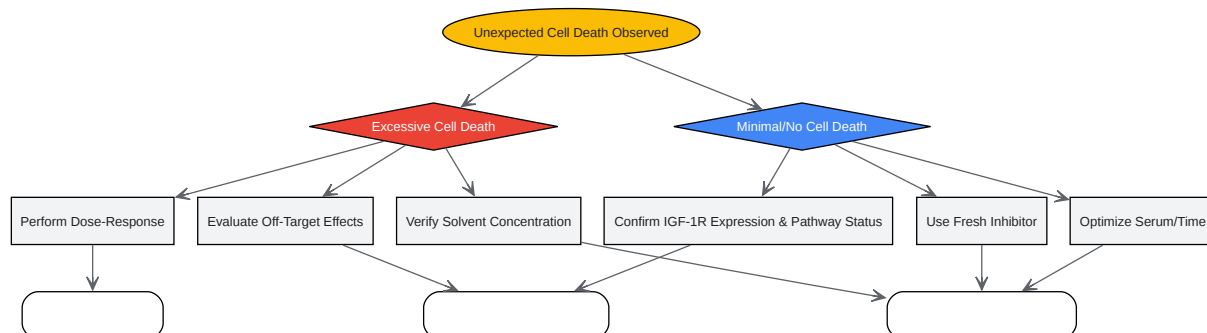 Unexpected Cell Death Observed
Excessive Cell Death
Minimal/No Cell Death
Perform Dose-Response
Evaluate Off-Target Effects
Verify Solvent Concentration
Confirm IGF-1R Expression & Pathway Status
Use Fresh Inhibitor
Optimize Serum/Time